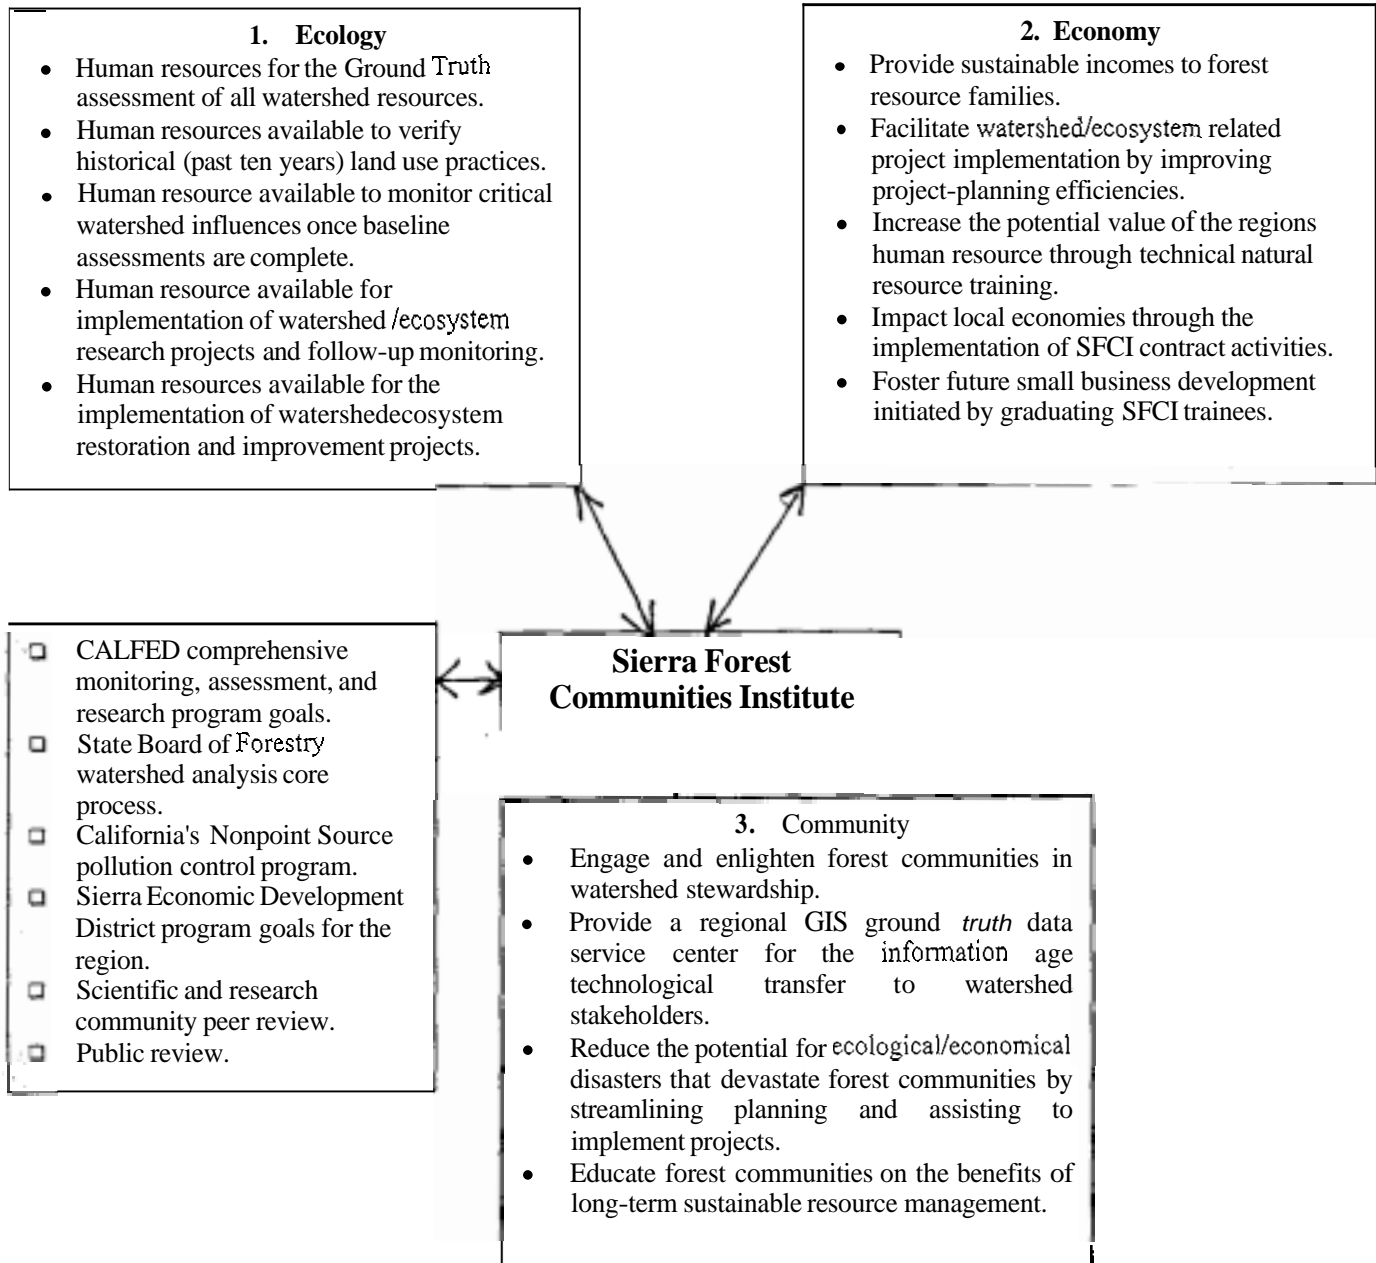 1. Ecology
• Human resources for the Ground Truth
assessment of all watershed resources.
• Human resources available to verify
historical (past ten years) land use practices.
• Human resource available to monitor critical
watershed influences once baseline
assessments are complete.
• Human resource available for
implementation of watershed /ecosystem
research projects and follow-up monitoring.
• Human resources available for the
implementation of watershedecosystem
restoration and improvement projects.
2. Economy
• Provide sustainable incomes to forest
resource families.
• Facilitate watershed/ecosystem related
project implementation by improving
project-planning efficiencies.
• Increase the potential value of the regions
human resource through technical natural
resource training.
• Impact local economies through the
implementation of SFCI contract activities.
• Foster future small business development
initiated by graduating SFCI trainees.
❑ CALFED comprehensive
monitoring, assessment, and
research program goals.
❑ State Board of Forestry
watershed analysis core
process.
❑ California's Nonpoint Source
pollution control program.
❑ Sierra Economic Development
District program goals for the
region.
❑ Scientific and research
community peer review.
❑ Public review.
Sierra Forest
Communities Institute
3. Community
• Engage and enlighten forest communities in
watershed stewardship.
• Provide a regional GIS ground truth data
service center for the information age
technological transfer to watershed
stakeholders.
• Reduce the potential for ecological/economical
disasters that devastate forest communities by
streamlining planning and assisting to
implement projects.
• Educate forest communities on the benefits of
long-term sustainable resource management.